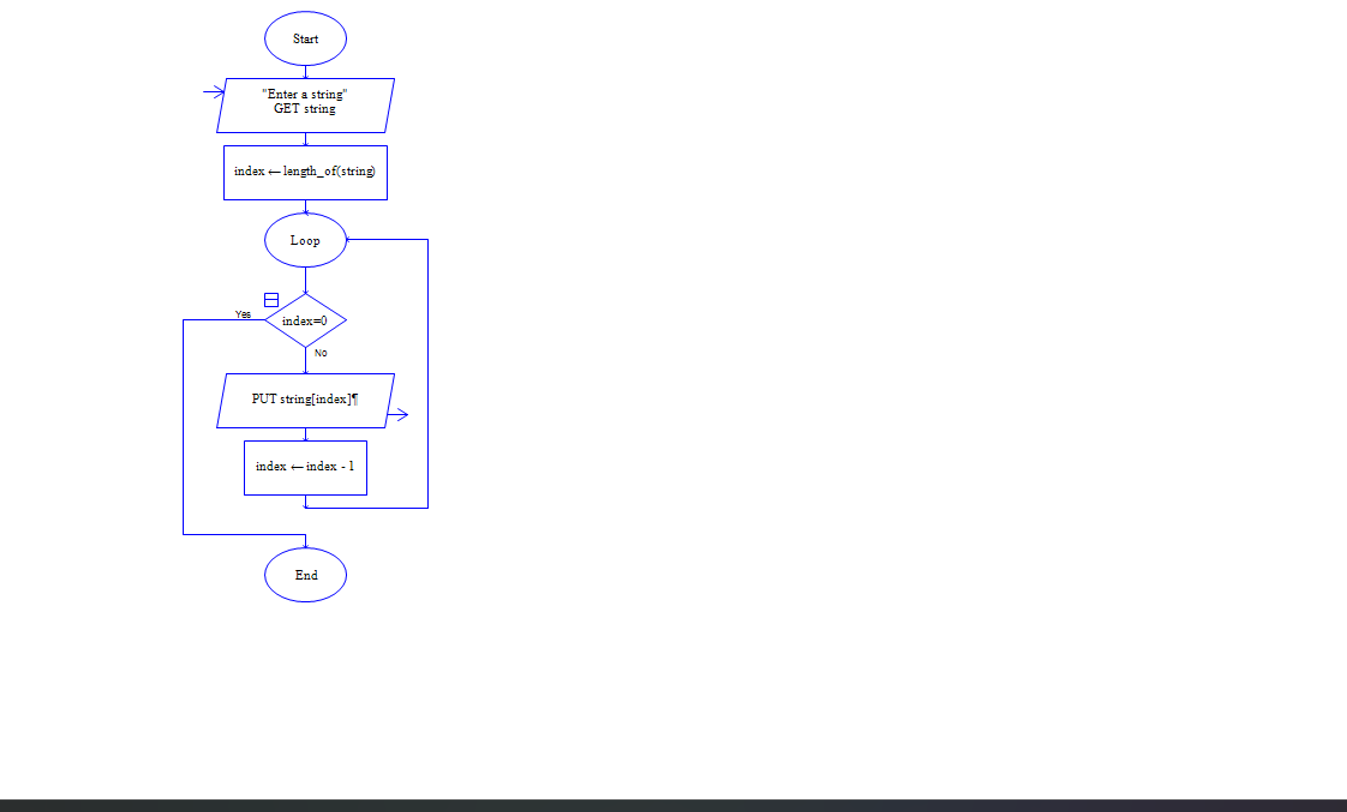 Start
"Enter a string"
GET string
index ← length_of(string)
Loop
Yes
index=0
No
PUT string[index]¶
index ← index - 1
End